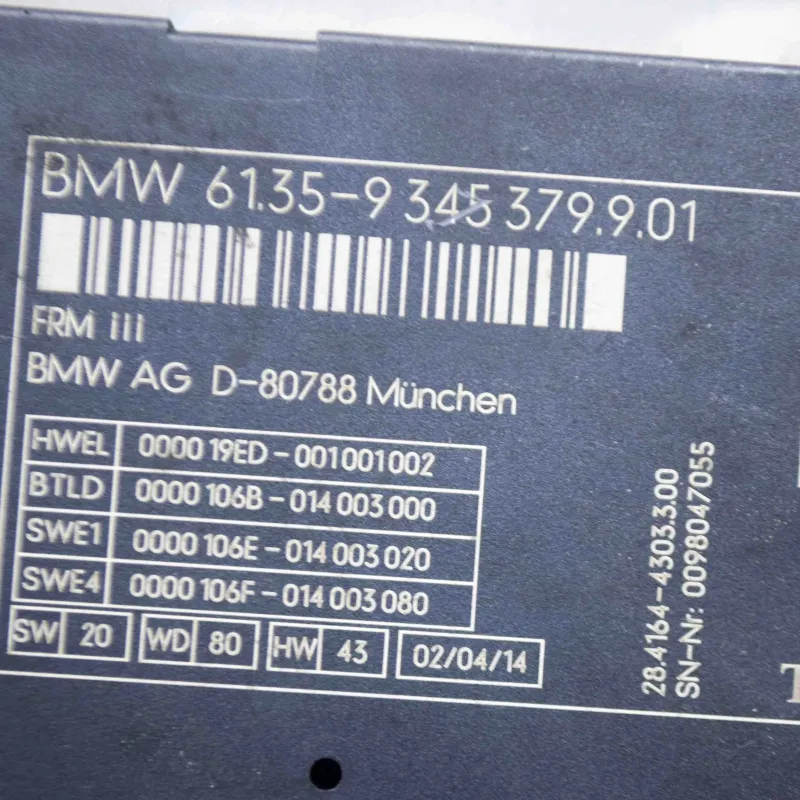 BMW 61.35-9 345 379.9.01
FRM iii
BMW AG D-80788 München
HWEL 0000 19ED-001001002
BTLD 0000 106B-014 003 000
SWE1 0000 106E-014 003 020
SWE4 0000 106F-014 003 080
SW 20 WD 80 HW 43 02/04/14
28.4164-4303.3.00
SN-Nr: 0098047055